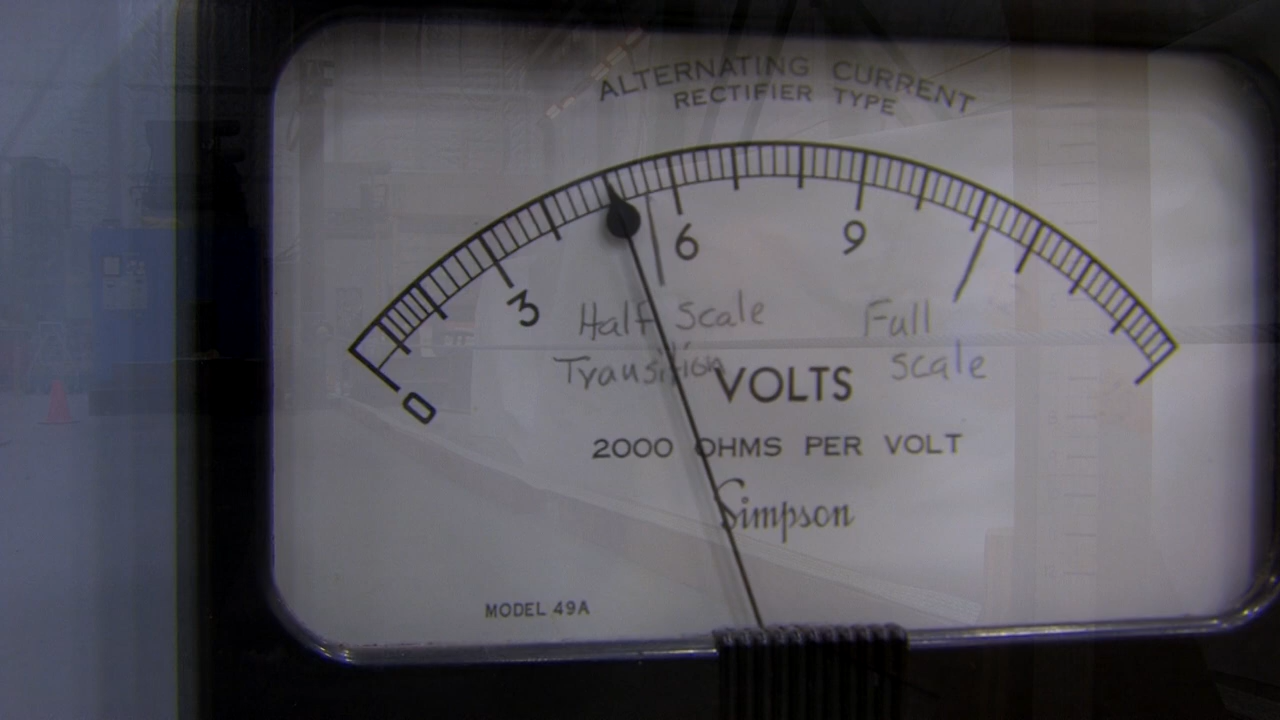 ALTERNATING CURRENT
RECTIFIER TYPE
0
3
6
9
Half Scale
Transition
Full
scale
VOLTS
2000 OHMS PER VOLT
Simpson
MODEL 49A